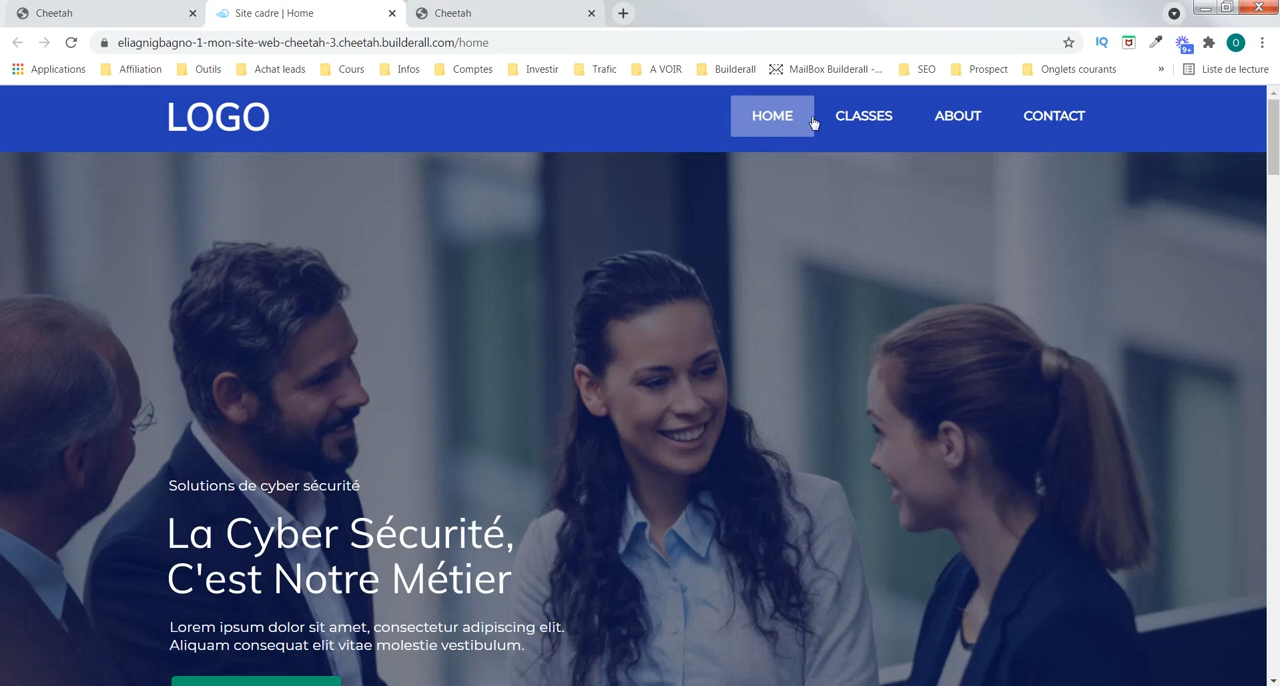 Cheetah
Site cadre | Home
Cheetah
eliagnigbagno-1-mon-site-web-cheetah-3.cheetah.builderall.com/home
IQ
9+
O
Applications
Affiliation
Outils
Achat leads
Cours
Infos
Comptes
Investir
Trafic
A VOIR
Builderall
MailBox Builderall -...
SEO
Prospect
Onglets courants
»
Liste de lecture
LOGO
HOME
CLASSES
ABOUT
CONTACT
Solutions de cyber sécurité
La Cyber Sécurité,
C'est Notre Métier
Lorem ipsum dolor sit amet, consectetur adipiscing elit.
Aliquam consequat elit vitae molestie vestibulum.